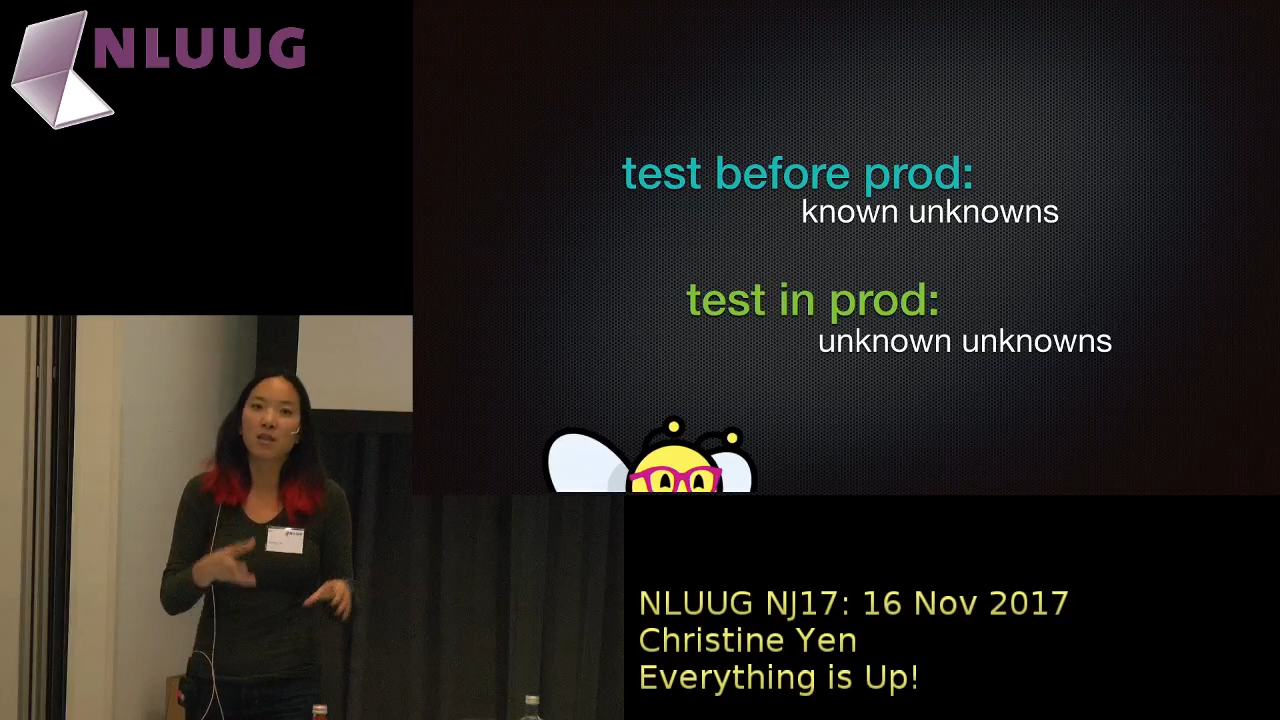 NLUUG
test before prod:
known unknowns
test in prod:
unknown unknowns
NLUUG NJ17: 16 Nov 2017
Christine Yen
Everything is Up!